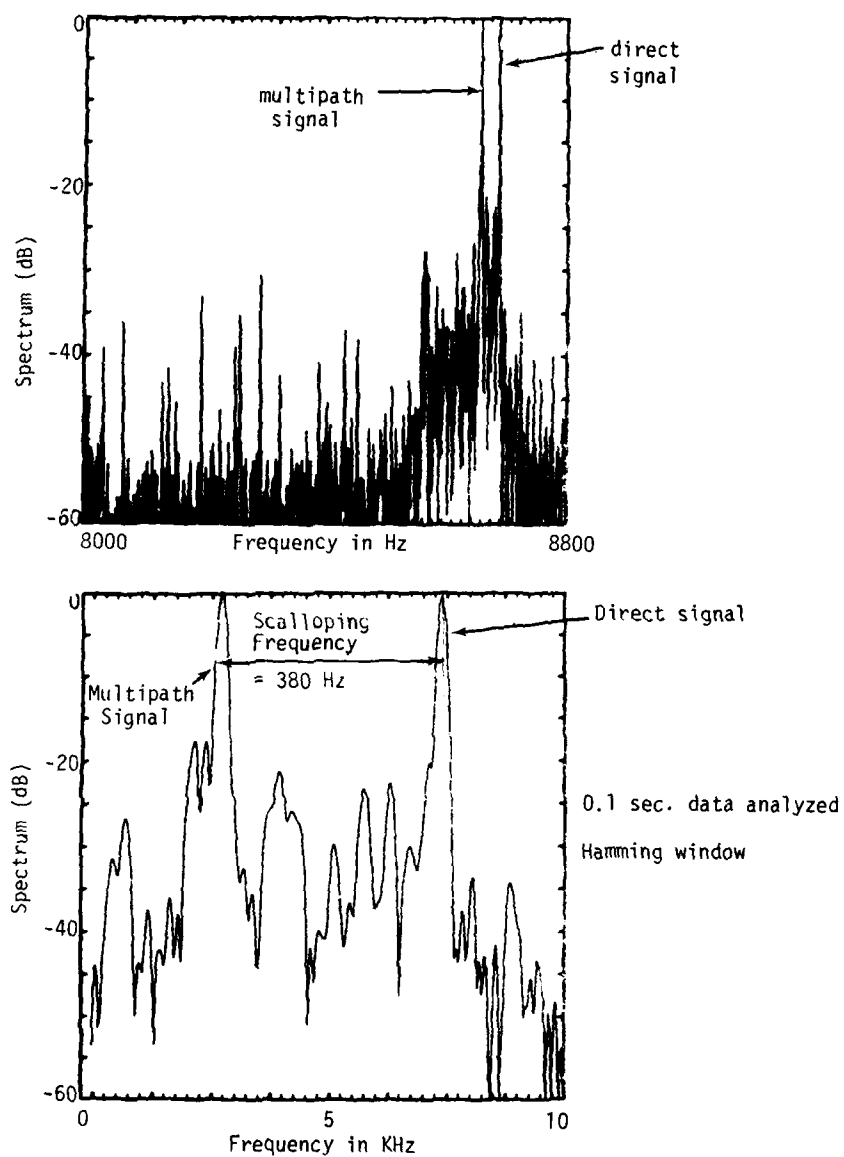 0
direct
signal
multipath
signal
-20
Spectrum (dB)
-40
-60
8000
Frequency in Hz
8800
0
Scalloping
Frequency
= 380 Hz
Direct signal
Multipath
Signal
-20
Spectrum (dB)
0.1 sec. data analyzed
Hamming window
-40
-60
0
5
10
Frequency in KHz